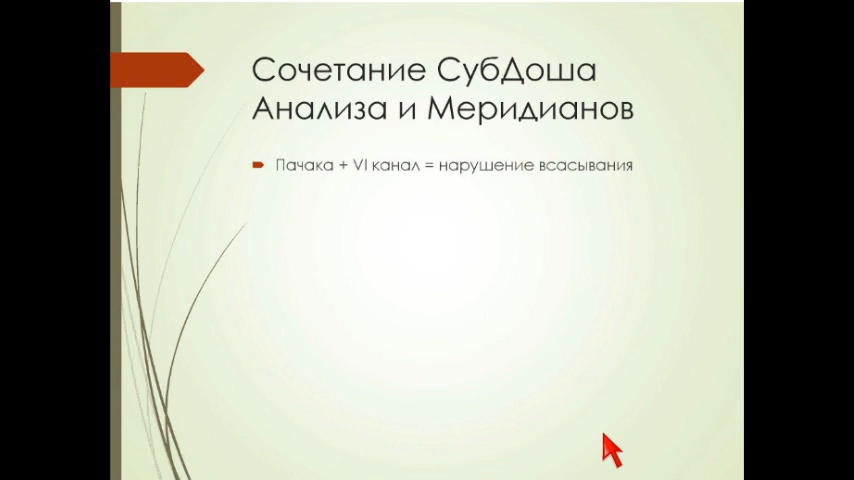 Сочетание СубДоша
Анализа и Меридианов
Пачака + VI канал = нарушение всасывания